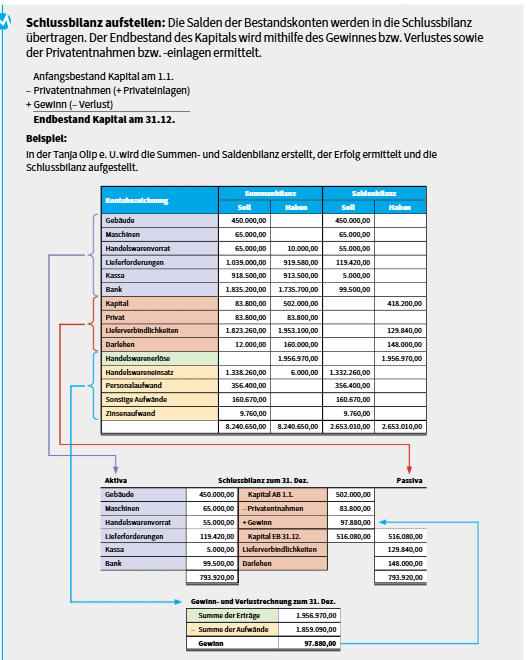 Schlussbilanz aufstellen: Die Salden der Bestandskonten werden in die Schlussbilanz
übertragen. Der Endbestand des Kapitals wird mithilfe des Gewinnes bzw. Verlustes sowie
der Privatentnahmen bzw. -einlagen ermittelt.
Anfangsbestand Kapital am 1.1.
– Privatentnahmen (+ Privateinlagen)
+ Gewinn (– Verlust)
Endbestand Kapital am 31.12.
Beispiel:
In der Tanja Olip e. U.wird die Summen- und Saldenbilanz erstellt, der Erfolg ermittelt und die
Schlussbilanz aufgestellt.
Kontobezeichnung Summenbilanz Saldenbilanz
Soll Haben Soll Haben
Gebäude 450.000,00 450.000,00
Maschinen 65.000,00 65.000,00
Handelswarenvorrat 65.000,00 10.000,00 55.000,00
Lieferforderungen 1.039.000,00 919.580,00 119.420,00
Kassa 918.500,00 913.500,00 5.000,00
Bank 1.835.200,00 1.735.700,00 99.500,00
Kapital 83.800,00 502.000,00 418.200,00
Privat 83.800,00 83.800,00
Lieferverbindlichkeiten 1.823.260,00 1.953.100,00 129.840,00
Darlehen 12.000,00 160.000,00 148.000,00
Handelswarenerlöse 1.956.970,00 1.956.970,00
Handelswareneinsatz 1.338.260,00 6.000,00 1.332.260,00
Personalaufwand 356.400,00 356.400,00
Sonstige Aufwände 160.670,00 160.670,00
Zinsenaufwand 9.760,00 9.760,00
8.240.650,00 8.240.650,00 2.653.010,00 2.653.010,00
Aktiva Schlussbilanz zum 31. Dez. Passiva
Gebäude 450.000,00 Kapital AB 1.1. 502.000,00
Maschinen 65.000,00 – Privatentnahmen 83.800,00
Handelswarenvorrat 55.000,00 + Gewinn 97.880,00
Lieferforderungen 119.420,00 Kapital EB 31.12. 516.080,00 516.080,00
Kassa 5.000,00 Lieferverbindlichkeiten 129.840,00
Bank 99.500,00 Darlehen 148.000,00
793.920,00 793.920,00
Gewinn- und Verlustrechnung zum 31. Dez.
Summe der Erträge 1.956.970,00
– Summe der Aufwände 1.859.090,00
Gewinn 97.880,00